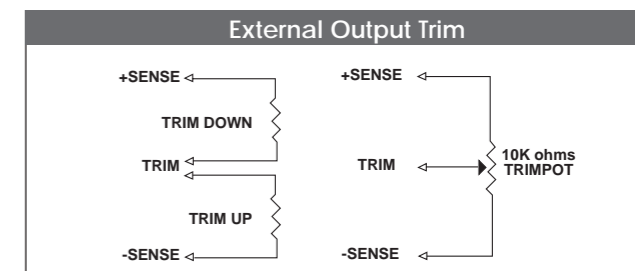 External Output Trim
+SENSE
TRIM DOWN
TRIM
TRIM UP
-SENSE
+SENSE
TRIM
10K ohms
TRIMPOT
-SENSE